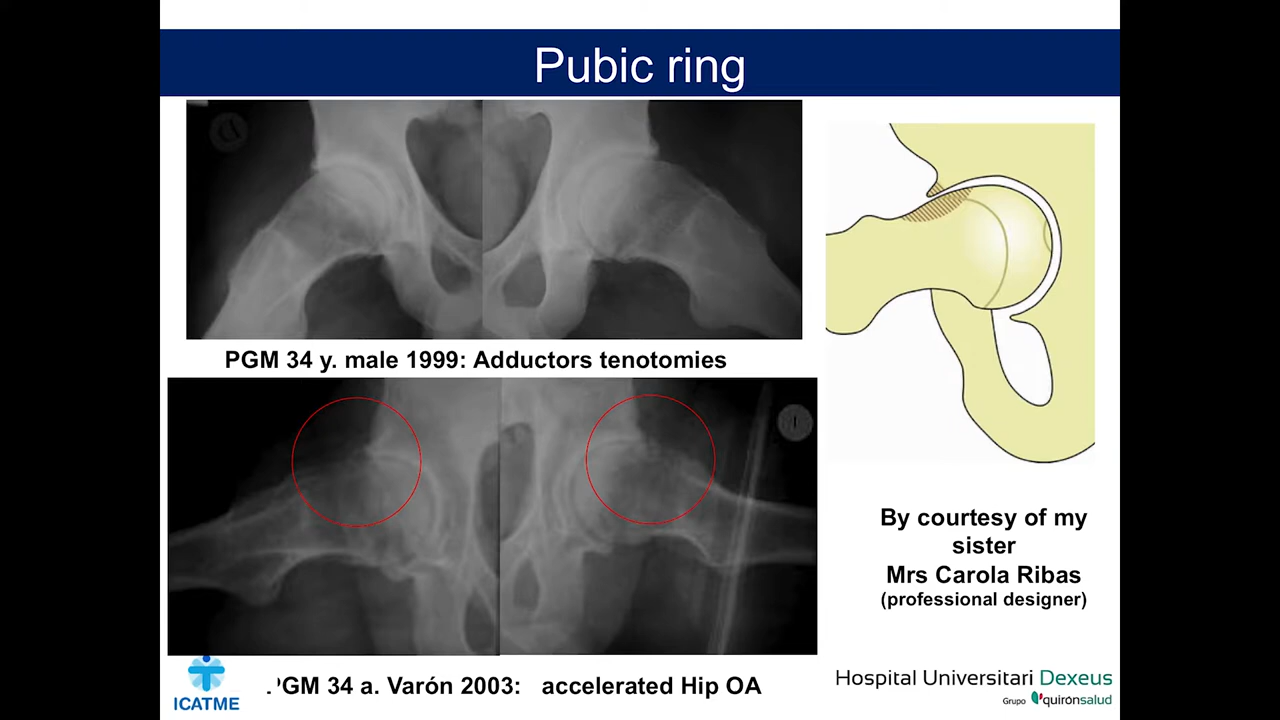 Pubic ring
PGM 34 y. male 1999: Adductors tenotomies
By courtesy of my
sister
Mrs Carola Ribas
(professional designer)
GM 34 a. Varón 2003: accelerated Hip OA
ICATME
Hospital Universitari Dexeus
Grupo quirónsalud